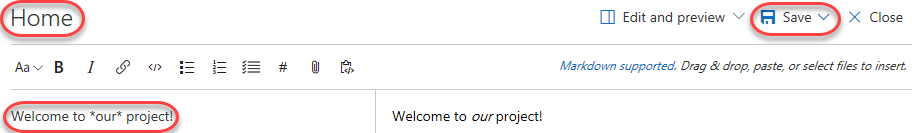 Home
Edit and preview
Save
Close
Aa
B
I
#
Markdown supported. Drag & drop, paste, or select files to insert.
Welcome to *our* project!
Welcome to our project!